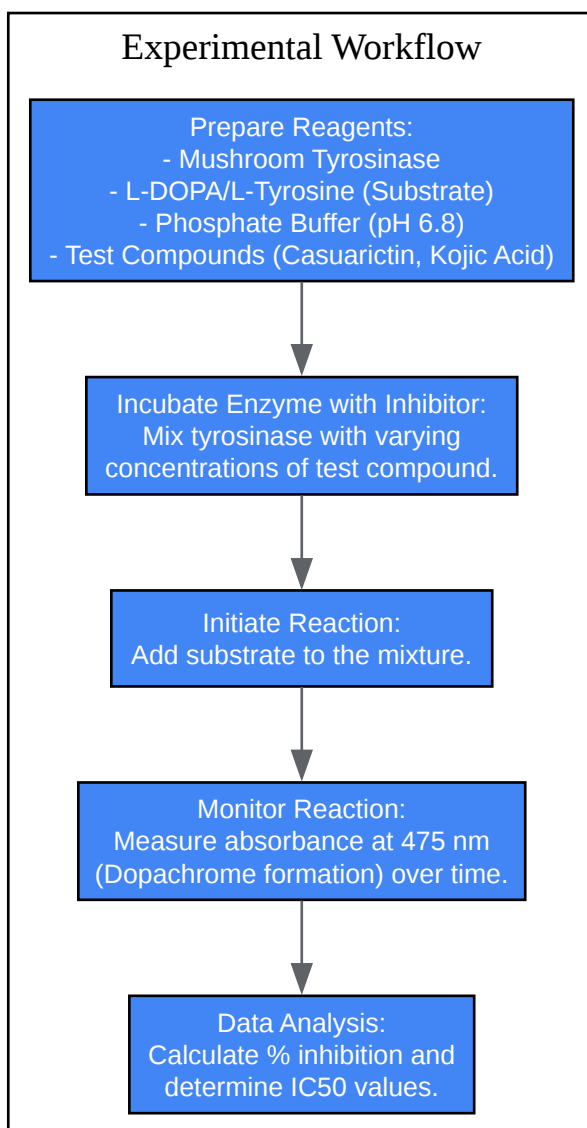 Experimental Workflow
Prepare Reagents:
- Mushroom Tyrosinase
- L-DOPA/L-Tyrosine (Substrate)
- Phosphate Buffer (pH 6.8)
- Test Compounds (Casuarictin, Kojic Acid)
Incubate Enzyme with Inhibitor:
Mix tyrosinase with varying
concentrations of test compound.
Initiate Reaction:
Add substrate to the mixture.
Monitor Reaction:
Measure absorbance at 475 nm
(Dopachrome formation) over time.
Data Analysis:
Calculate % inhibition and
determine IC50 values.